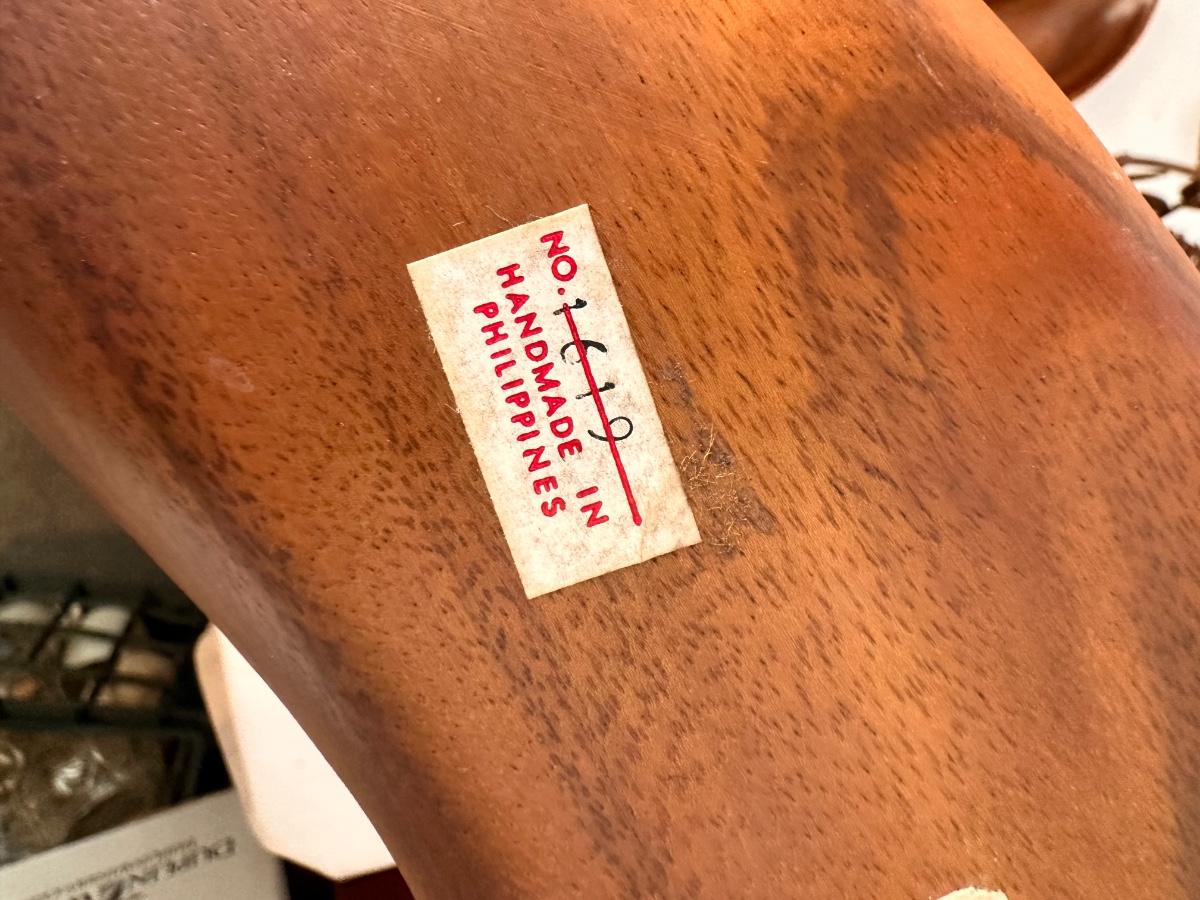 NO. 1619
HANDMADE IN
PHILIPPINES